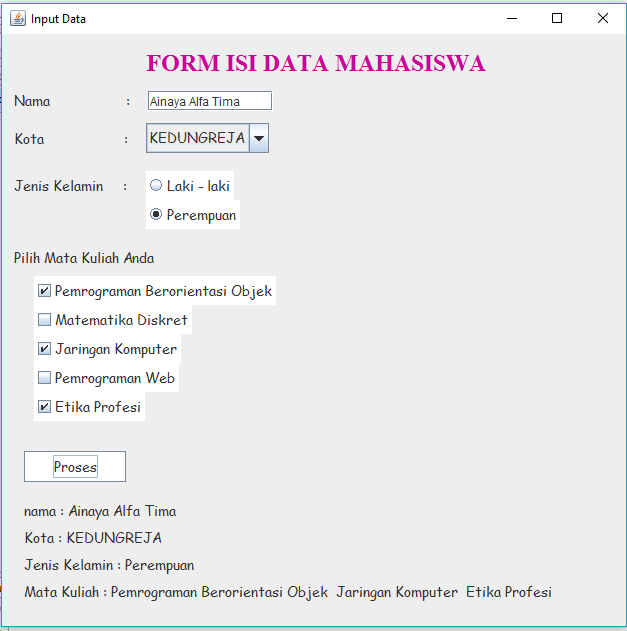 Input Data
FORM ISI DATA MAHASISWA
Nama : Ainaya Alfa Tima
Kota : KEDUNGREJA
Jenis Kelamin : Laki - laki
Perempuan
Pilih Mata Kuliah Anda
Pemrograman Berorientasi Objek
Matematika Diskret
Jaringan Komputer
Pemrograman Web
Etika Profesi
Proses
nama : Ainaya Alfa Tima
Kota : KEDUNGREJA
Jenis Kelamin : Perempuan
Mata Kuliah : Pemrograman Berorientasi Objek Jaringan Komputer Etika Profesi